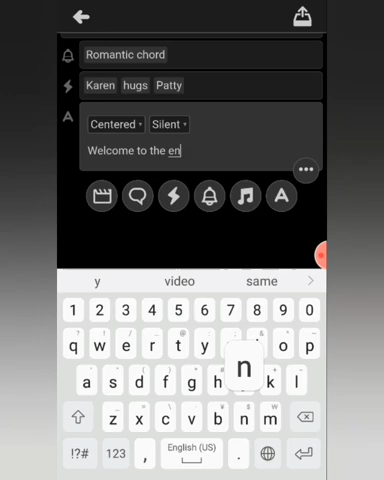 Romantic chord
Karen hugs Patty
A
Centered Silent
Welcome to the en
••• 
A
y video same
1 2 3 4 5 6 7 8 9 0
q w e r t y o p
n
a s d f g h k l
z x c v b n m
!?# 123 , English (US) .